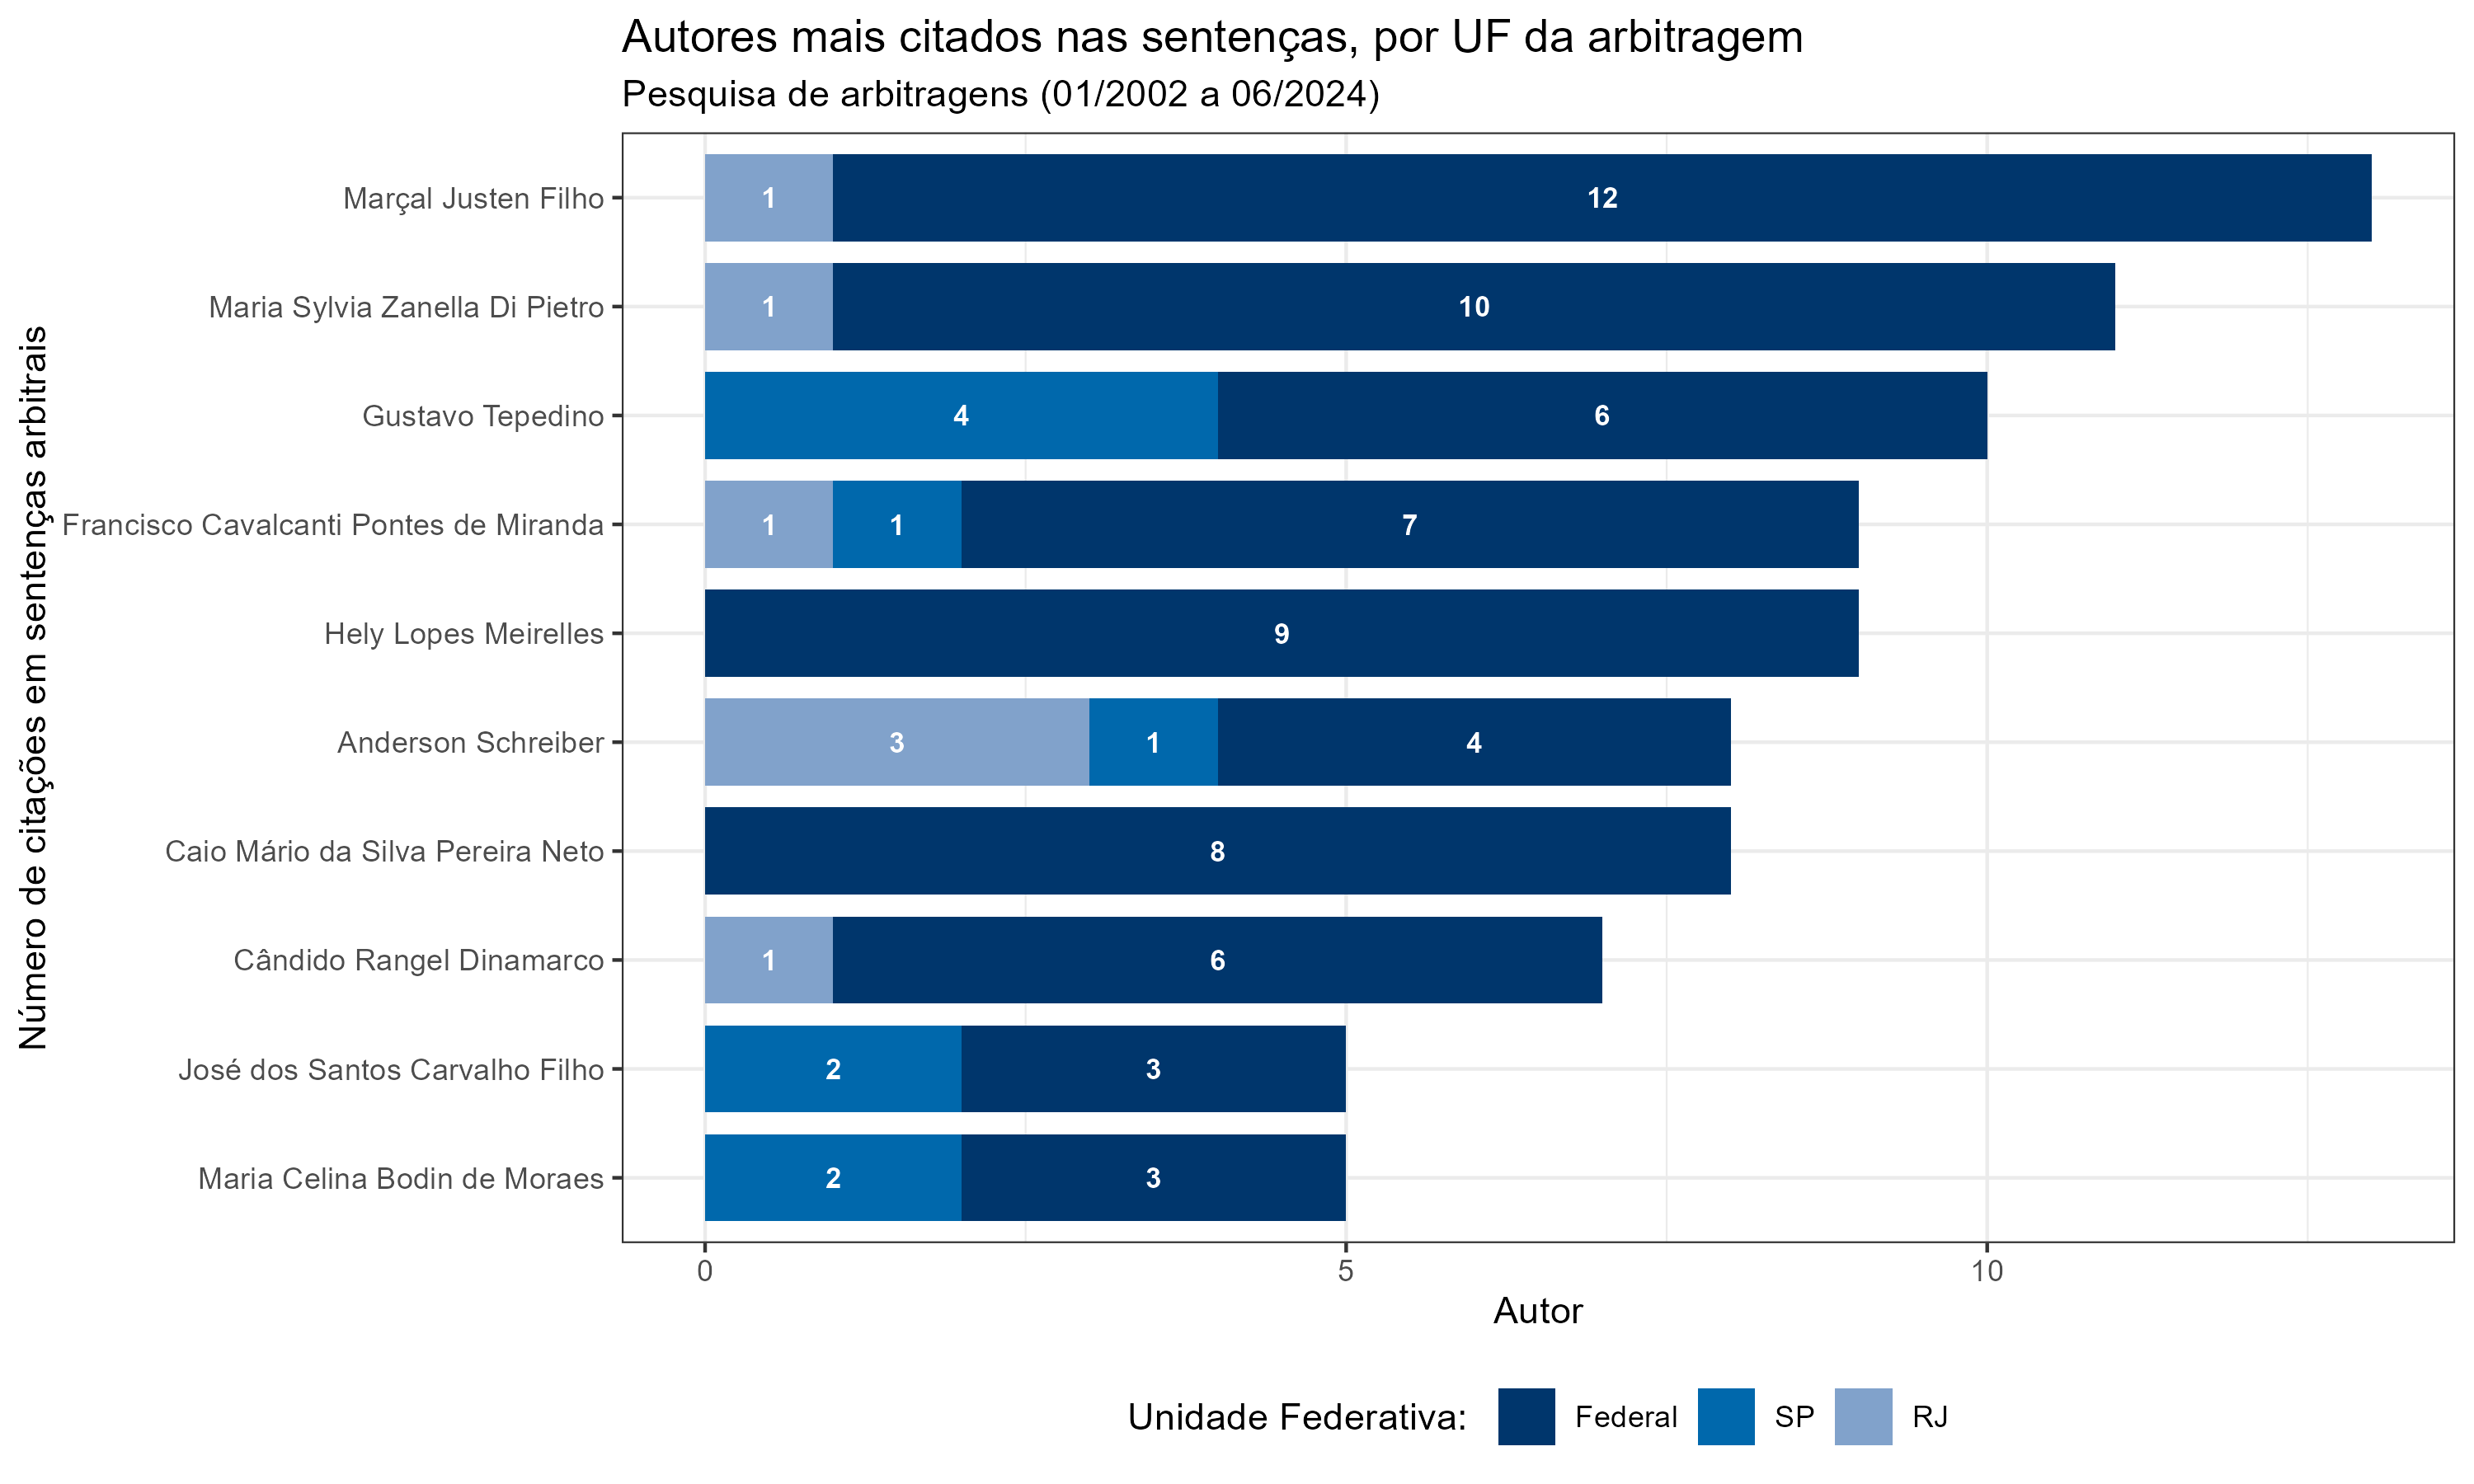 Autores mais citados nas sentenças, por UF da arbitragem
Pesquisa de arbitragens (01/2002 a 06/2024)
Número de citações em sentenças arbitrais
Marçal Justen Filho 1 12
Maria Sylvia Zanella Di Pietro 1 10
Gustavo Tepedino 4 6
Francisco Cavalcanti Pontes de Miranda 1 1 7
Hely Lopes Meirelles 9
Anderson Schreiber 3 1 4
Caio Mário da Silva Pereira Neto 8
Cândido Rangel Dinamarco 1 6
José dos Santos Carvalho Filho 2 3
Maria Celina Bodin de Moraes 2 3
0 5 10
Autor
Unidade Federativa: Federal SP RJ